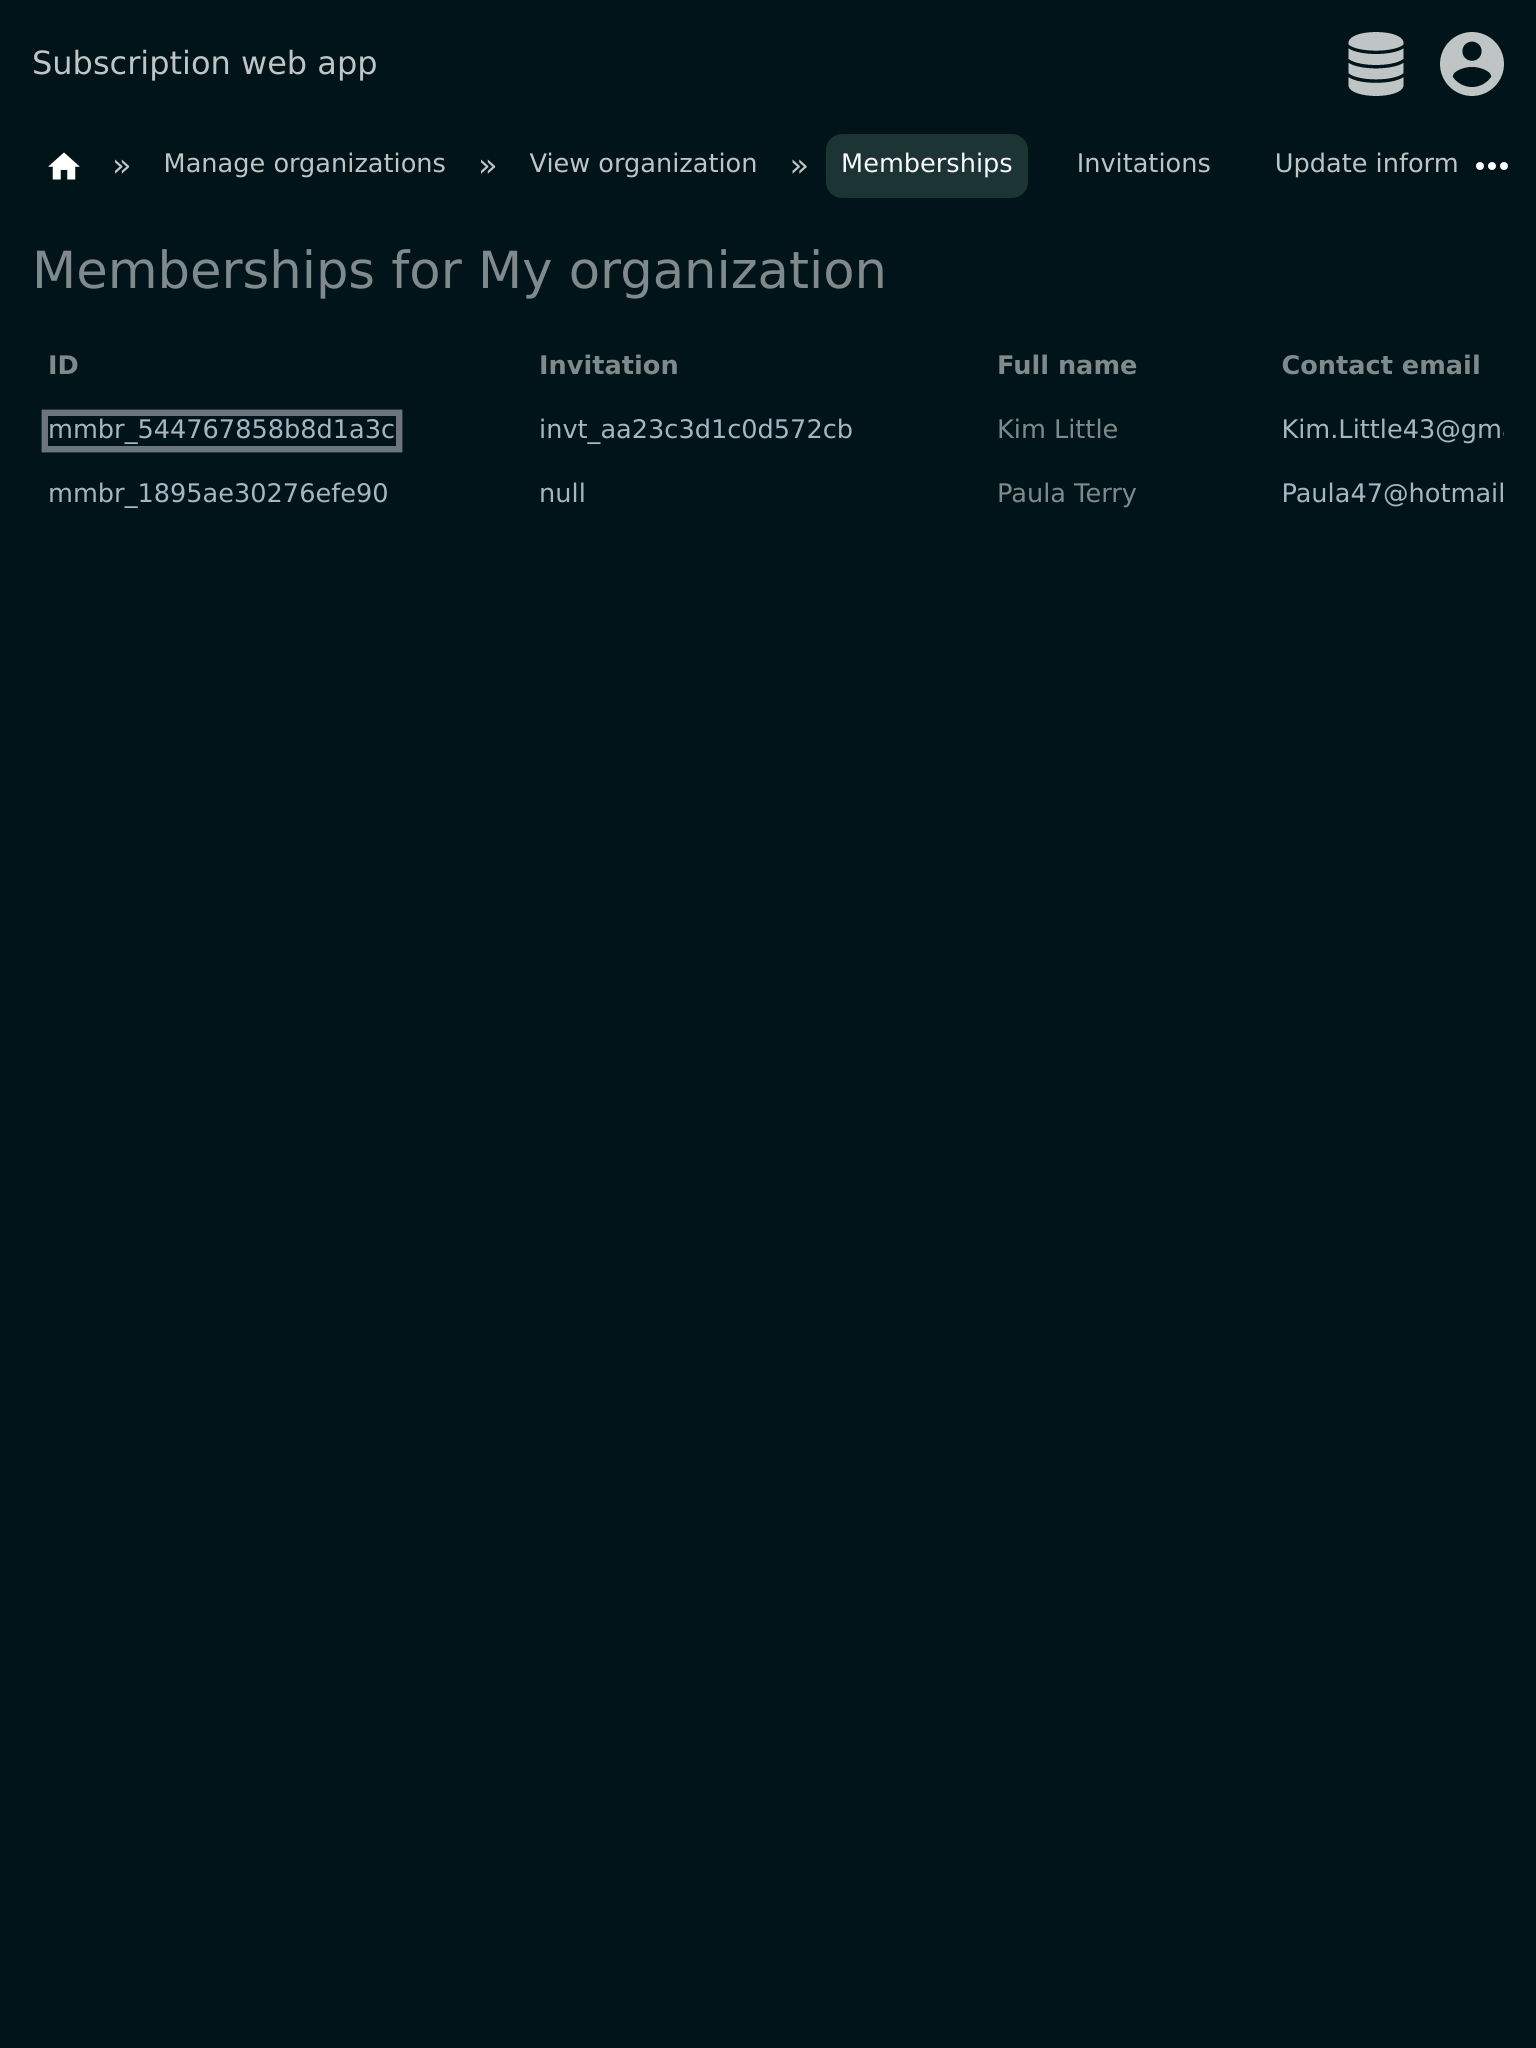 Subscription web app
» Manage organizations » View organization » Memberships Invitations Update inform •••
Memberships for My organization
ID Invitation Full name Contact email
mmbr_544767858b8d1a3c invt_aa23c3d1c0d572cb Kim Little Kim.Little43@gm
mmbr_1895ae30276efe90 null Paula Terry Paula47@hotmail